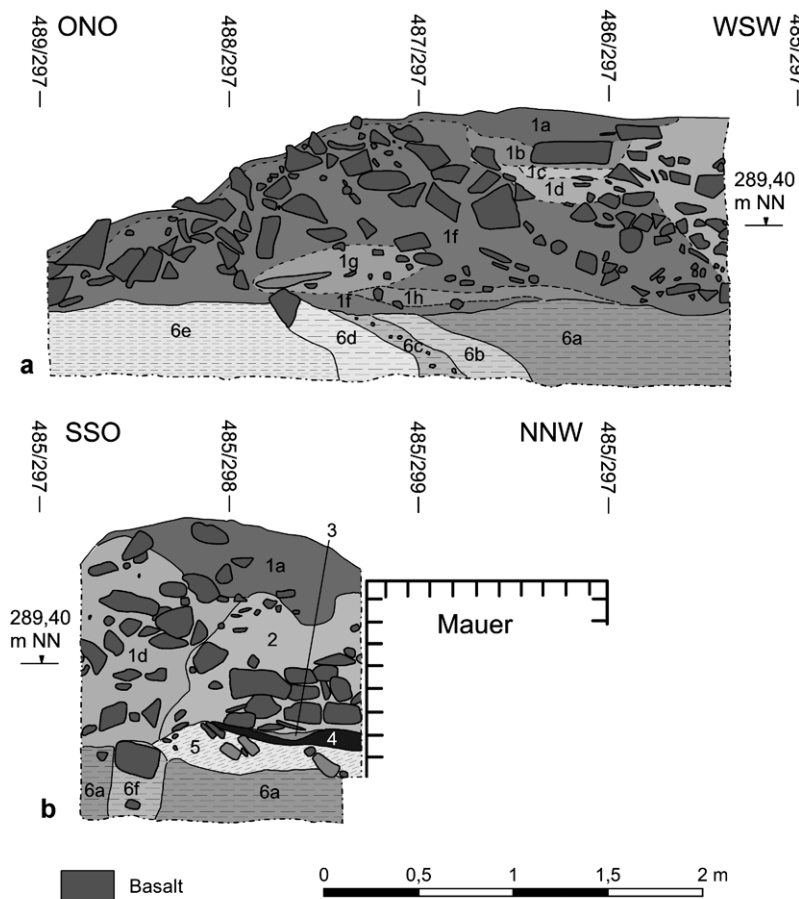 ONO WSW
489/297 488/297 487/297 486/297 485/297
1a
1b
1c
1d
289,40
m NN
1f
1g
1f 1h
6e 6d 6c 6b 6a
a
SSO NNW
485/297 485/298 485/299 485/297
3
1a
289,40
m NN
Mauer
2
1d
5 4
6a 6f 6a
b
Basalt
0 0,5 1 1,5 2 m